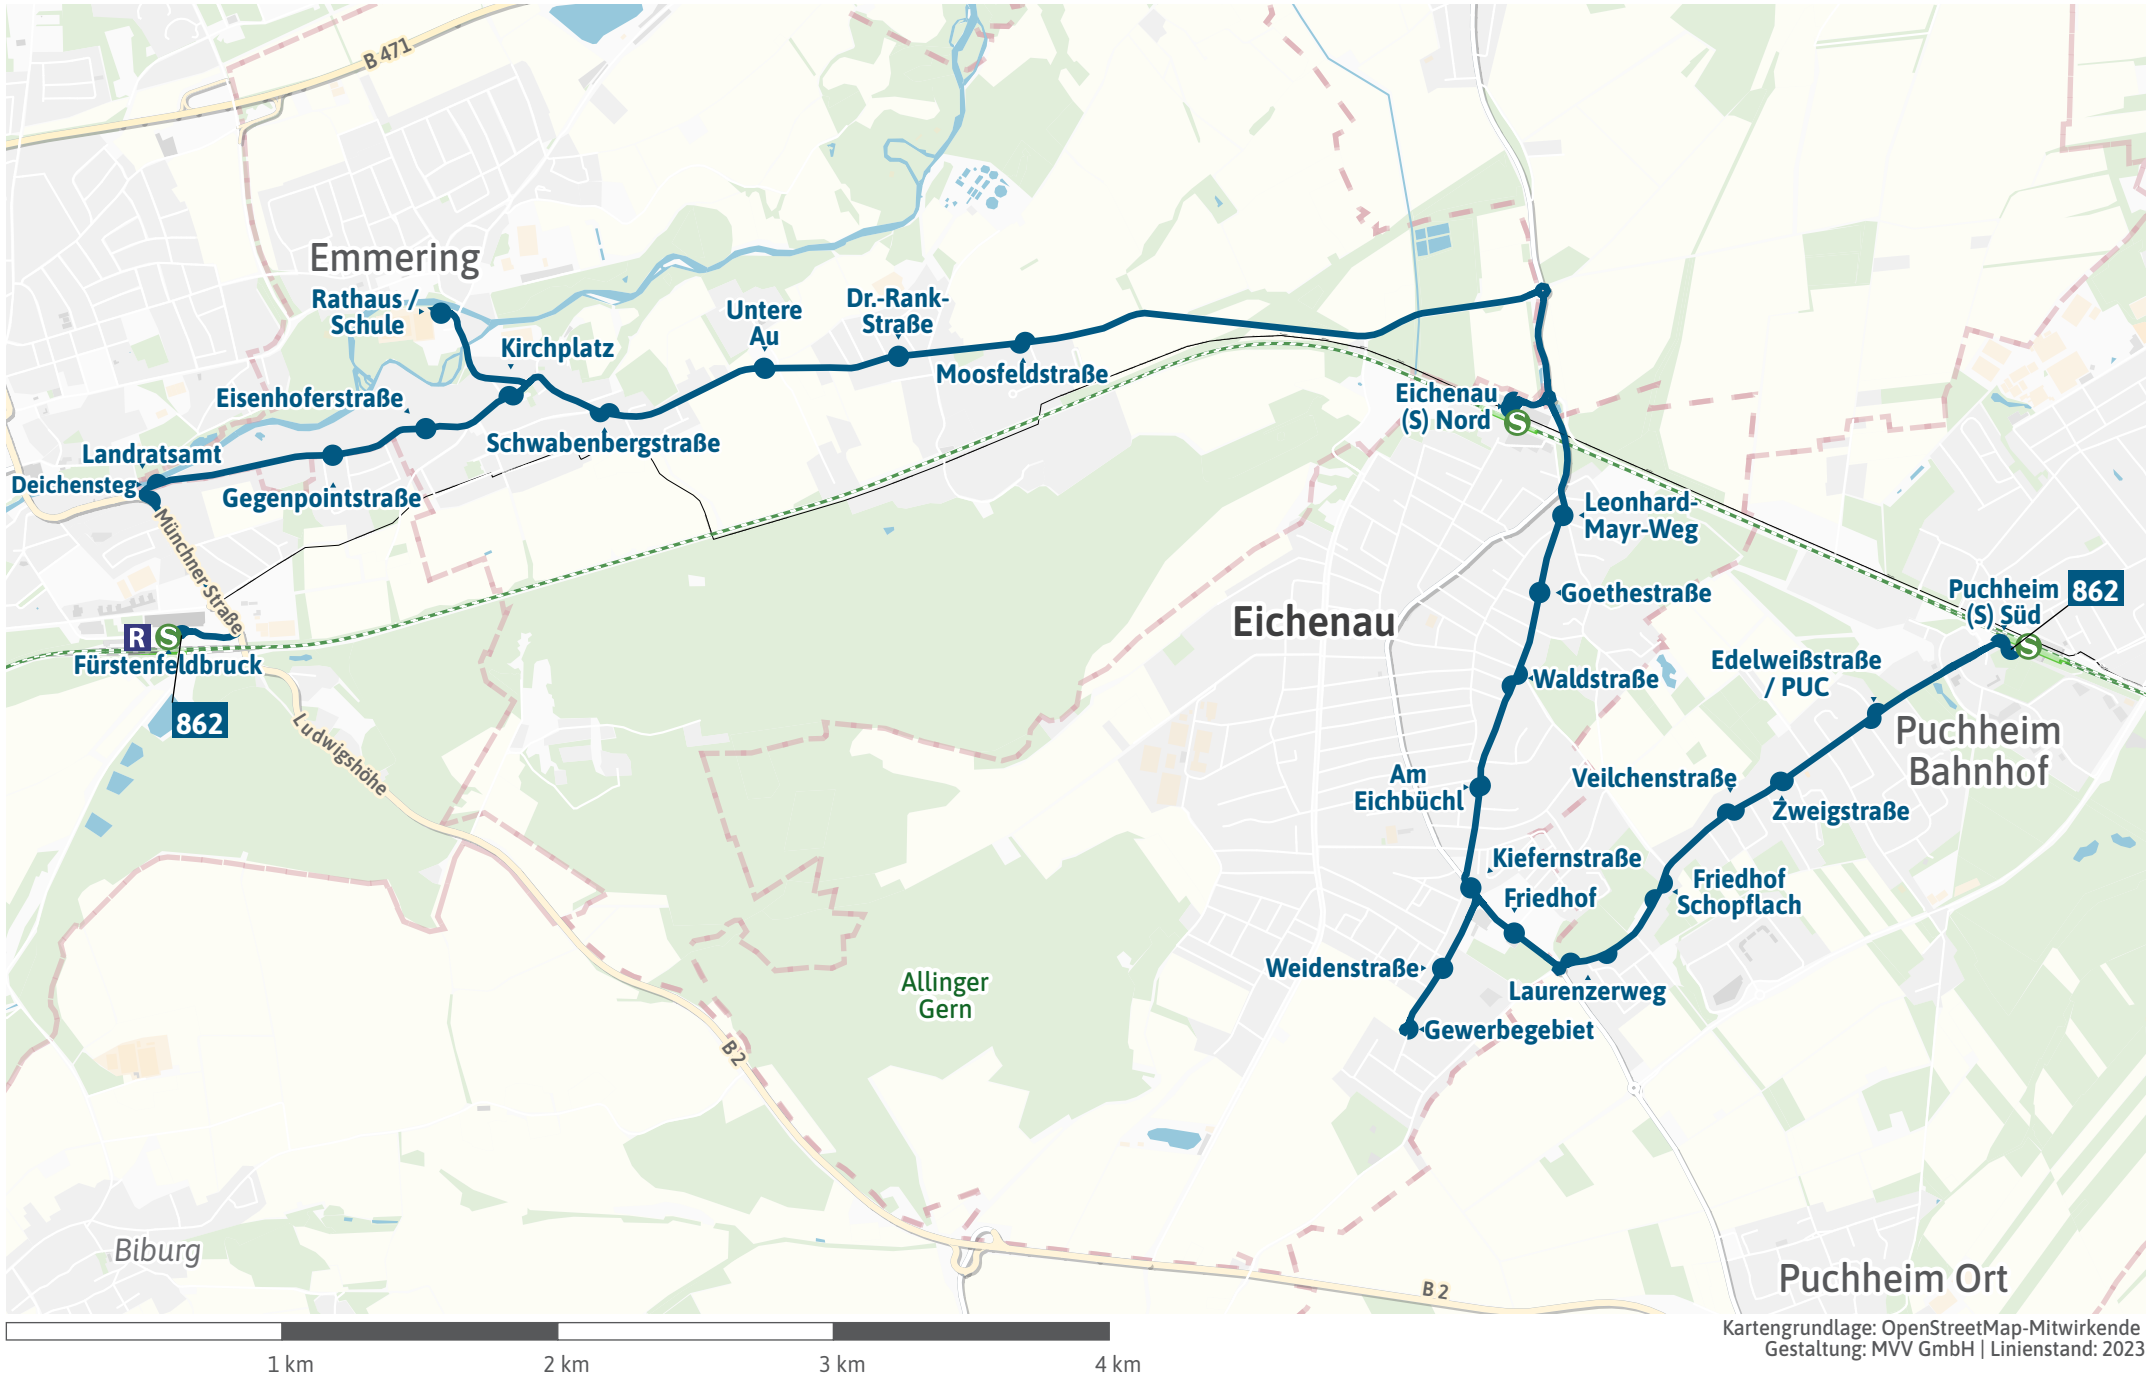 B 471
Emmering
Rathaus /
Schule
Kirchplatz
Eisenhoferstraße
Landratsamt
Deichensteg
Gegenpointstraße
Schwabenbergstraße
Untere
Au
Dr.-Rank-
Straße
Moosfeldstraße
Münchner-Straße
R S
Fürstenfeldbruck
862
Ludwigshöhe
Eichenau
(S) Nord
S
Leonhard-
Mayr-Weg
Goethestraße
Eichenau
Waldstraße
Puchheim
(S) Süd
862
S
Edelweißstraße
/ PUC
Puchheim
Bahnhof
Am
Eichbüchl
Veilchenstraße
Zweigstraße
Kiefernstraße
Friedhof
Friedhof
Schopflach
Weidenstraße
Laurenzerweg
Gewerbegebiet
Allinger
Gern
B 2
Biburg
B 2
Puchheim Ort
1 km
2 km
3 km
4 km
Kartengrundlage: OpenStreetMap-Mitwirkende
Gestaltung: MVV GmbH | Linienstand: 2023